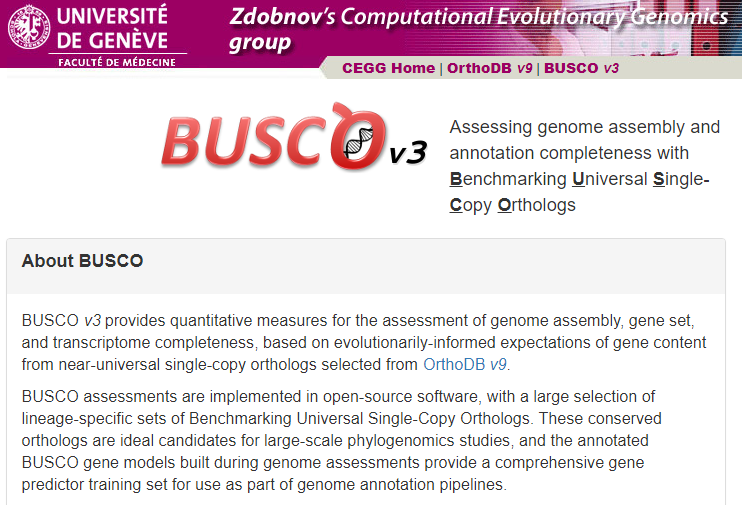 UNIVERSITÉ
DE GENÈVE
FACULTÉ DE MÉDECINE
Zdobnov's Computational Evolutionary Genomics
group
CEGG Home | OrthoDB v9 | BUSCO v3
BUSCO v3
Assessing genome assembly and
annotation completeness with
Benchmarking Universal Single-
Copy Orthologs
About BUSCO
BUSCO v3 provides quantitative measures for the assessment of genome assembly, gene set,
and transcriptome completeness, based on evolutionarily-informed expectations of gene content
from near-universal single-copy orthologs selected from OrthoDB v9.
BUSCO assessments are implemented in open-source software, with a large selection of
lineage-specific sets of Benchmarking Universal Single-Copy Orthologs. These conserved
orthologs are ideal candidates for large-scale phylogenomics studies, and the annotated
BUSCO gene models built during genome assessments provide a comprehensive gene
predictor training set for use as part of genome annotation pipelines.